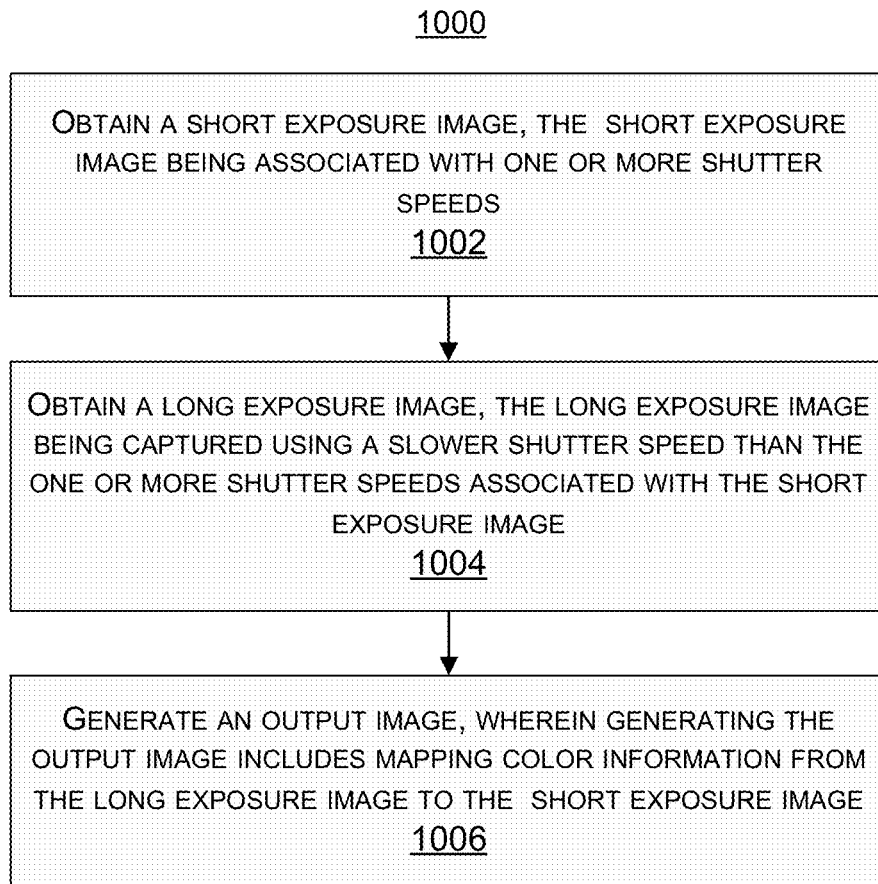 1000
OBTAIN A SHORT EXPOSURE IMAGE, THE SHORT EXPOSURE
IMAGE BEING ASSOCIATED WITH ONE OR MORE SHUTTER
SPEEDS
1002
OBTAIN A LONG EXPOSURE IMAGE, THE LONG EXPOSURE IMAGE
BEING CAPTURED USING A SLOWER SHUTTER SPEED THAN THE
ONE OR MORE SHUTTER SPEEDS ASSOCIATED WITH THE SHORT
EXPOSURE IMAGE
1004
GENERATE AN OUTPUT IMAGE, WHEREIN GENERATING THE
OUTPUT IMAGE INCLUDES MAPPING COLOR INFORMATION FROM
THE LONG EXPOSURE IMAGE TO THE SHORT EXPOSURE IMAGE
1006